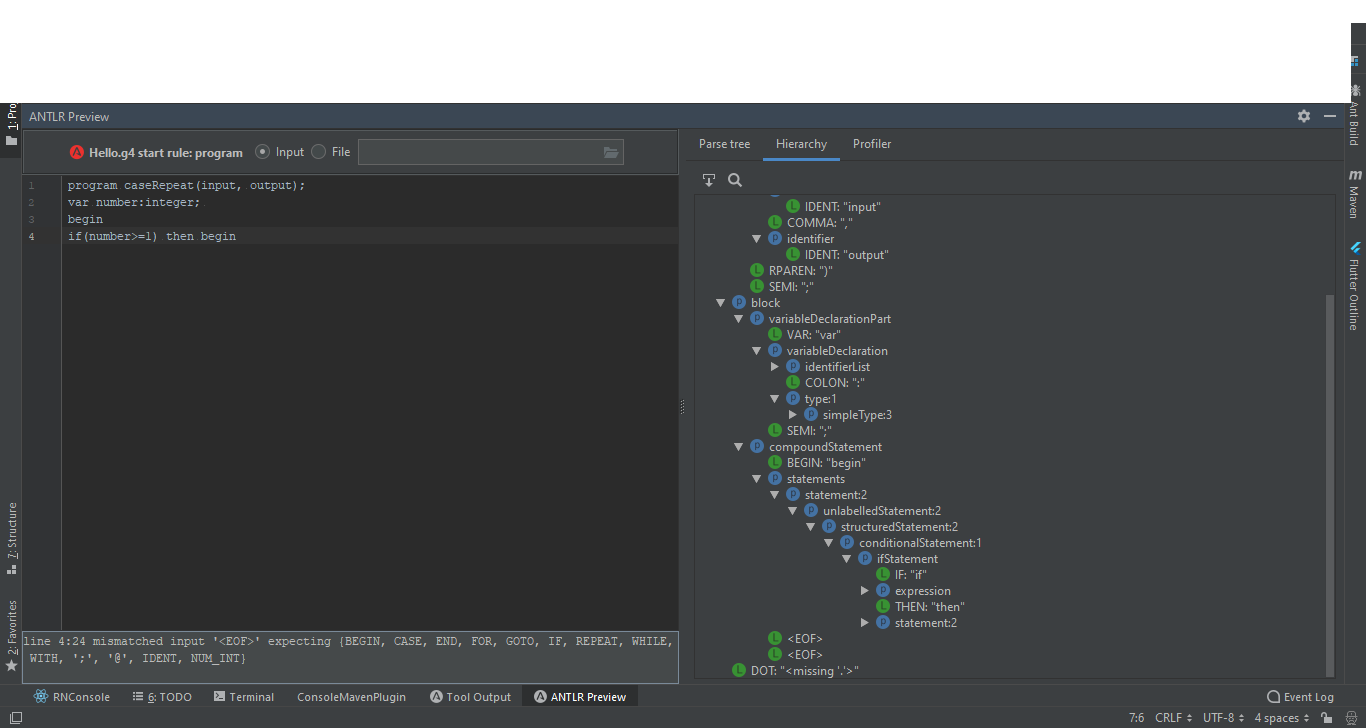 1: Pro
ANTLR Preview
Hello.g4 start rule: program Input File
1 program caseRepeat(input, output);
2 var number:integer;
3 begin
4 if(number>=1) then begin
line 4:24 mismatched input '<EOF>' expecting {BEGIN, CASE, END, FOR, GOTO, IF, REPEAT, WHILE,
WITH, ';', '@', IDENT, NUM_INT}
Parse tree Hierarchy Profiler
L IDENT: "input"
L COMMA: ","
P identifier
L IDENT: "output"
L RPAREN: ")"
L SEMI: ";"
P block
P variableDeclarationPart
L VAR: "var"
P variableDeclaration
P identifierList
L COLON: ":"
P type:1
P simpleType:3
L SEMI: ";"
P compoundStatement
L BEGIN: "begin"
P statements
P statement:2
P unlabelledStatement:2
P structuredStatement:2
P conditionalStatement:1
P ifStatement
L IF: "if"
P expression
L THEN: "then"
P statement:2
L <EOF>
L <EOF>
L DOT: "<missing '.'>"
7: Structure
2: Favorites
Ant Build
m Maven
Flutter Outline
RNConsole 6: TODO Terminal ConsoleMavenPlugin Tool Output ANTLR Preview Event Log
7:6 CRLF UTF-8 4 spaces